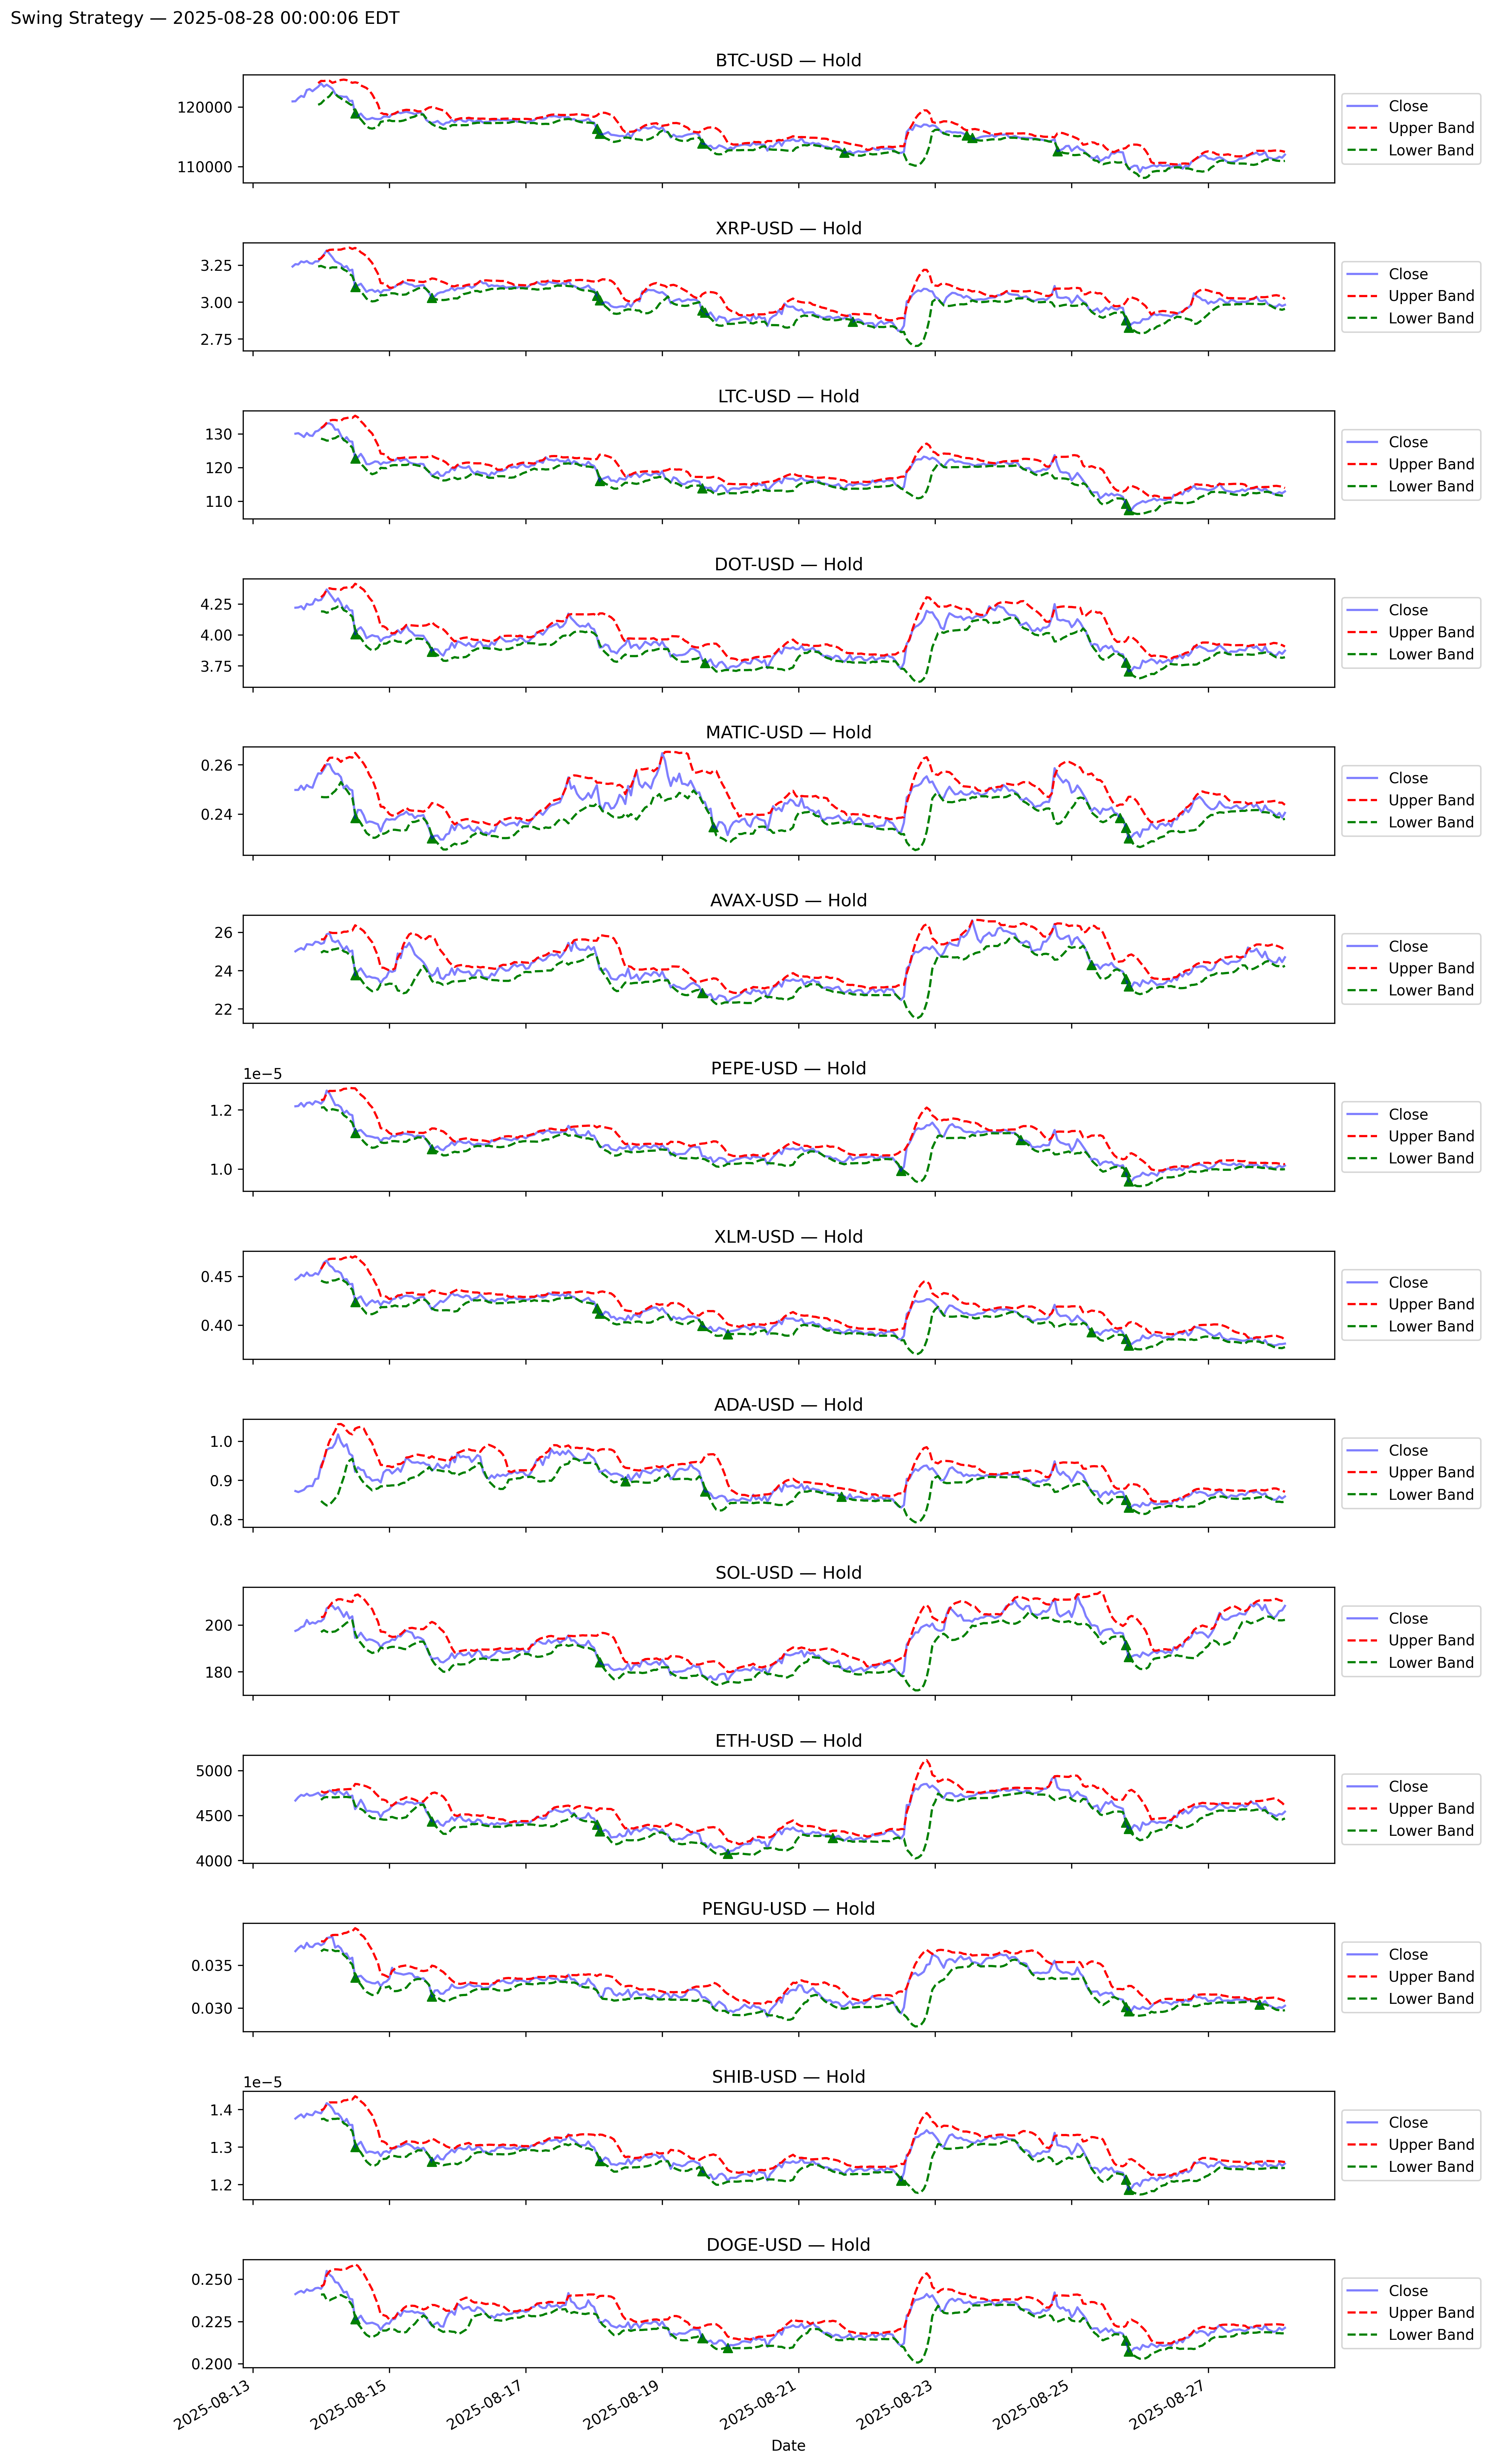 Swing Strategy — 2025-08-28 00:00:06 EDT
BTC-USD — Hold
120000
110000
Close
Upper Band
Lower Band
XRP-USD — Hold
3.25
3.00
2.75
Close
Upper Band
Lower Band
LTC-USD — Hold
130
120
110
Close
Upper Band
Lower Band
DOT-USD — Hold
4.25
4.00
3.75
Close
Upper Band
Lower Band
MATIC-USD — Hold
0.26
0.24
Close
Upper Band
Lower Band
AVAX-USD — Hold
26
24
22
Close
Upper Band
Lower Band
PEPE-USD — Hold
1e−5
1.2
1.0
Close
Upper Band
Lower Band
XLM-USD — Hold
0.45
0.40
Close
Upper Band
Lower Band
ADA-USD — Hold
1.0
0.9
0.8
Close
Upper Band
Lower Band
SOL-USD — Hold
200
180
Close
Upper Band
Lower Band
ETH-USD — Hold
5000
4500
4000
Close
Upper Band
Lower Band
PENGU-USD — Hold
0.035
0.030
Close
Upper Band
Lower Band
SHIB-USD — Hold
1e−5
1.4
1.3
1.2
Close
Upper Band
Lower Band
DOGE-USD — Hold
0.250
0.225
0.200
Close
Upper Band
Lower Band
2025-08-13
2025-08-15
2025-08-17
2025-08-19
2025-08-21
2025-08-23
2025-08-25
2025-08-27
Date